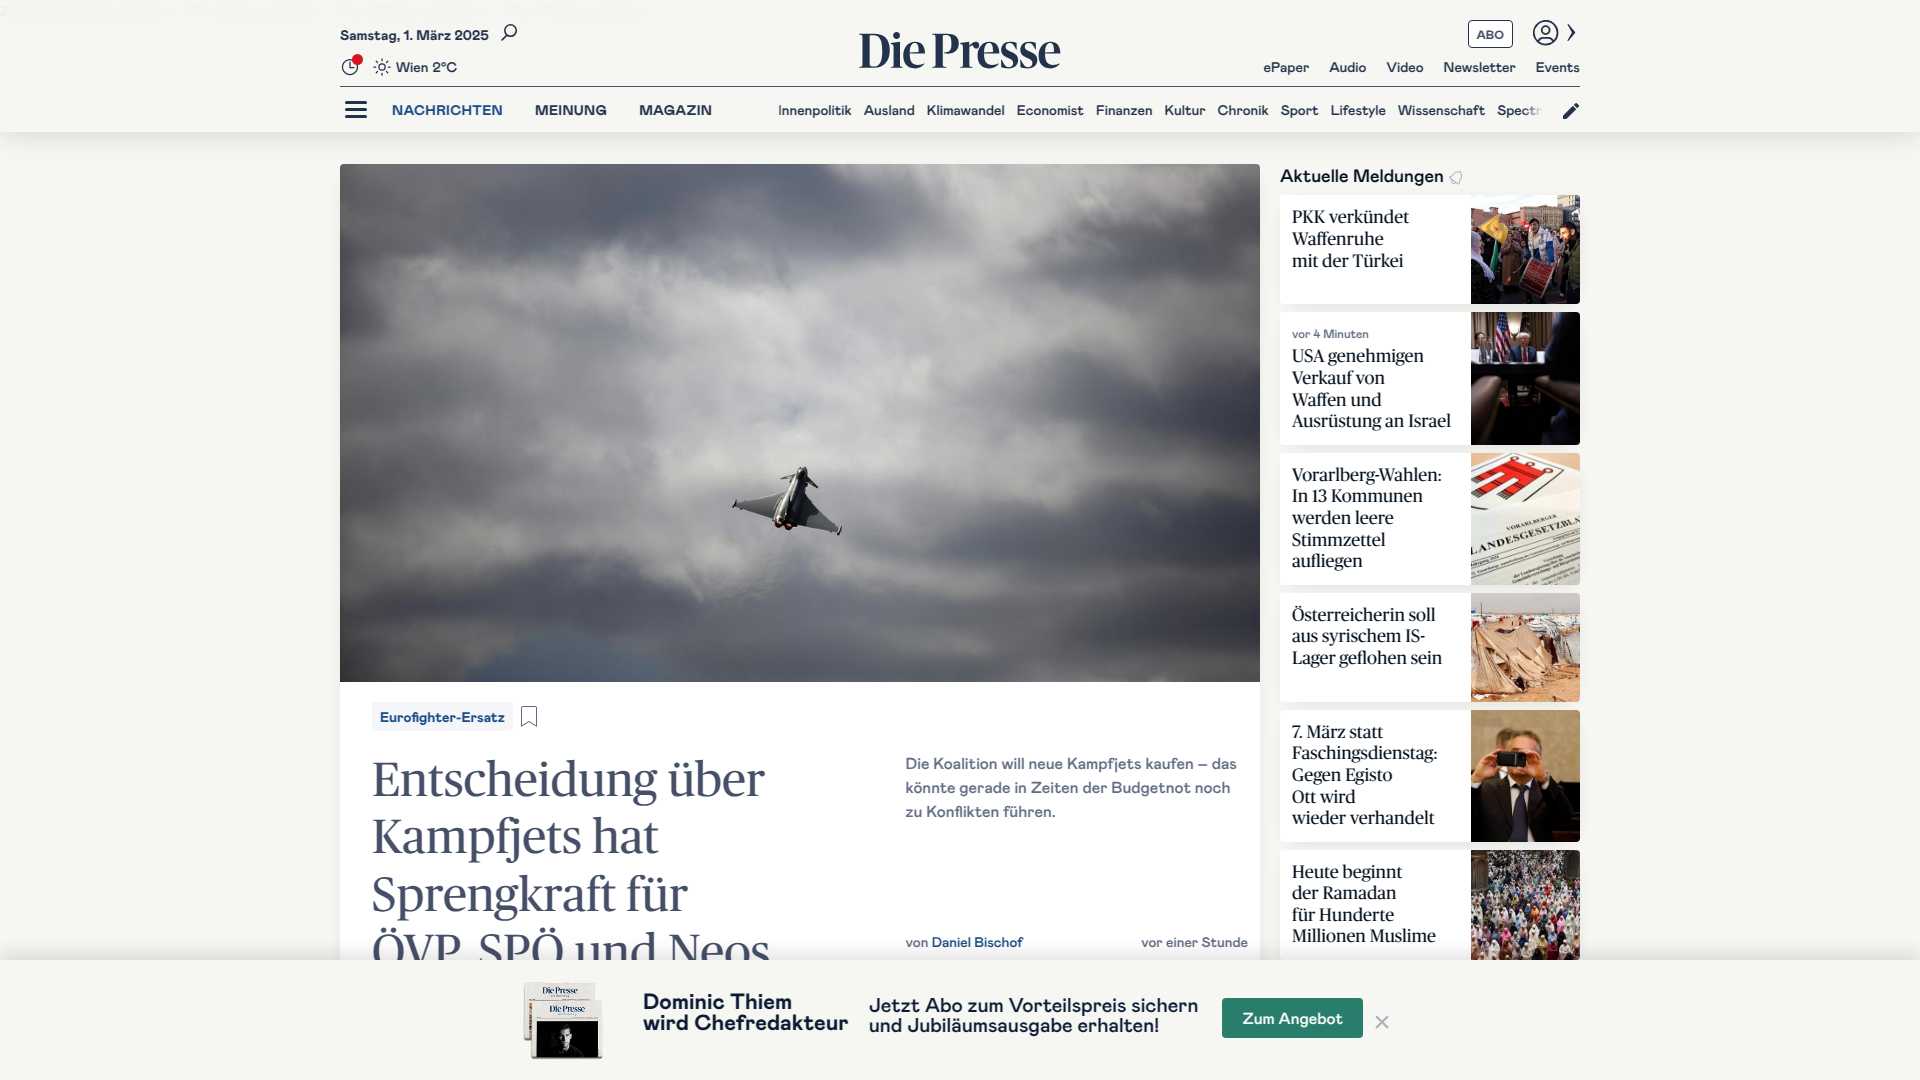 Samstag, 1. März 2025
Wien 2°C
Die Presse
ABO
ePaper Audio Video Newsletter Events
NACHRICHTEN MEINUNG MAGAZIN
Innenpolitik Ausland Klimawandel Economist Finanzen Kultur Chronik Sport Lifestyle Wissenschaft Spectr
Eurofighter-Ersatz
Entscheidung über
Kampfjets hat
Sprengkraft für
ÖVP, SPÖ und Neos
Die Koalition will neue Kampfjets kaufen – das
könnte gerade in Zeiten der Budgetnot noch
zu Konflikten führen.
von Daniel Bischof
vor einer Stunde
Aktuelle Meldungen
PKK verkündet
Waffenruhe
mit der Türkei
vor 4 Minuten
USA genehmigen
Verkauf von
Waffen und
Ausrüstung an Israel
Vorarlberg-Wahlen:
In 13 Kommunen
werden leere
Stimmzettel
aufliegen
VORARLBERGER
LANDESGESETZBLA
Österreicherin soll
aus syrischem IS-
Lager geflohen sein
7. März statt
Faschingsdienstag:
Gegen Egisto
Ott wird
wieder verhandelt
Heute beginnt
der Ramadan
für Hunderte
Millionen Muslime
Die Presse
Die Presse
Dominic Thiem
wird Chefredakteur
Jetzt Abo zum Vorteilspreis sichern
und Jubiläumsausgabe erhalten!
Zum Angebot